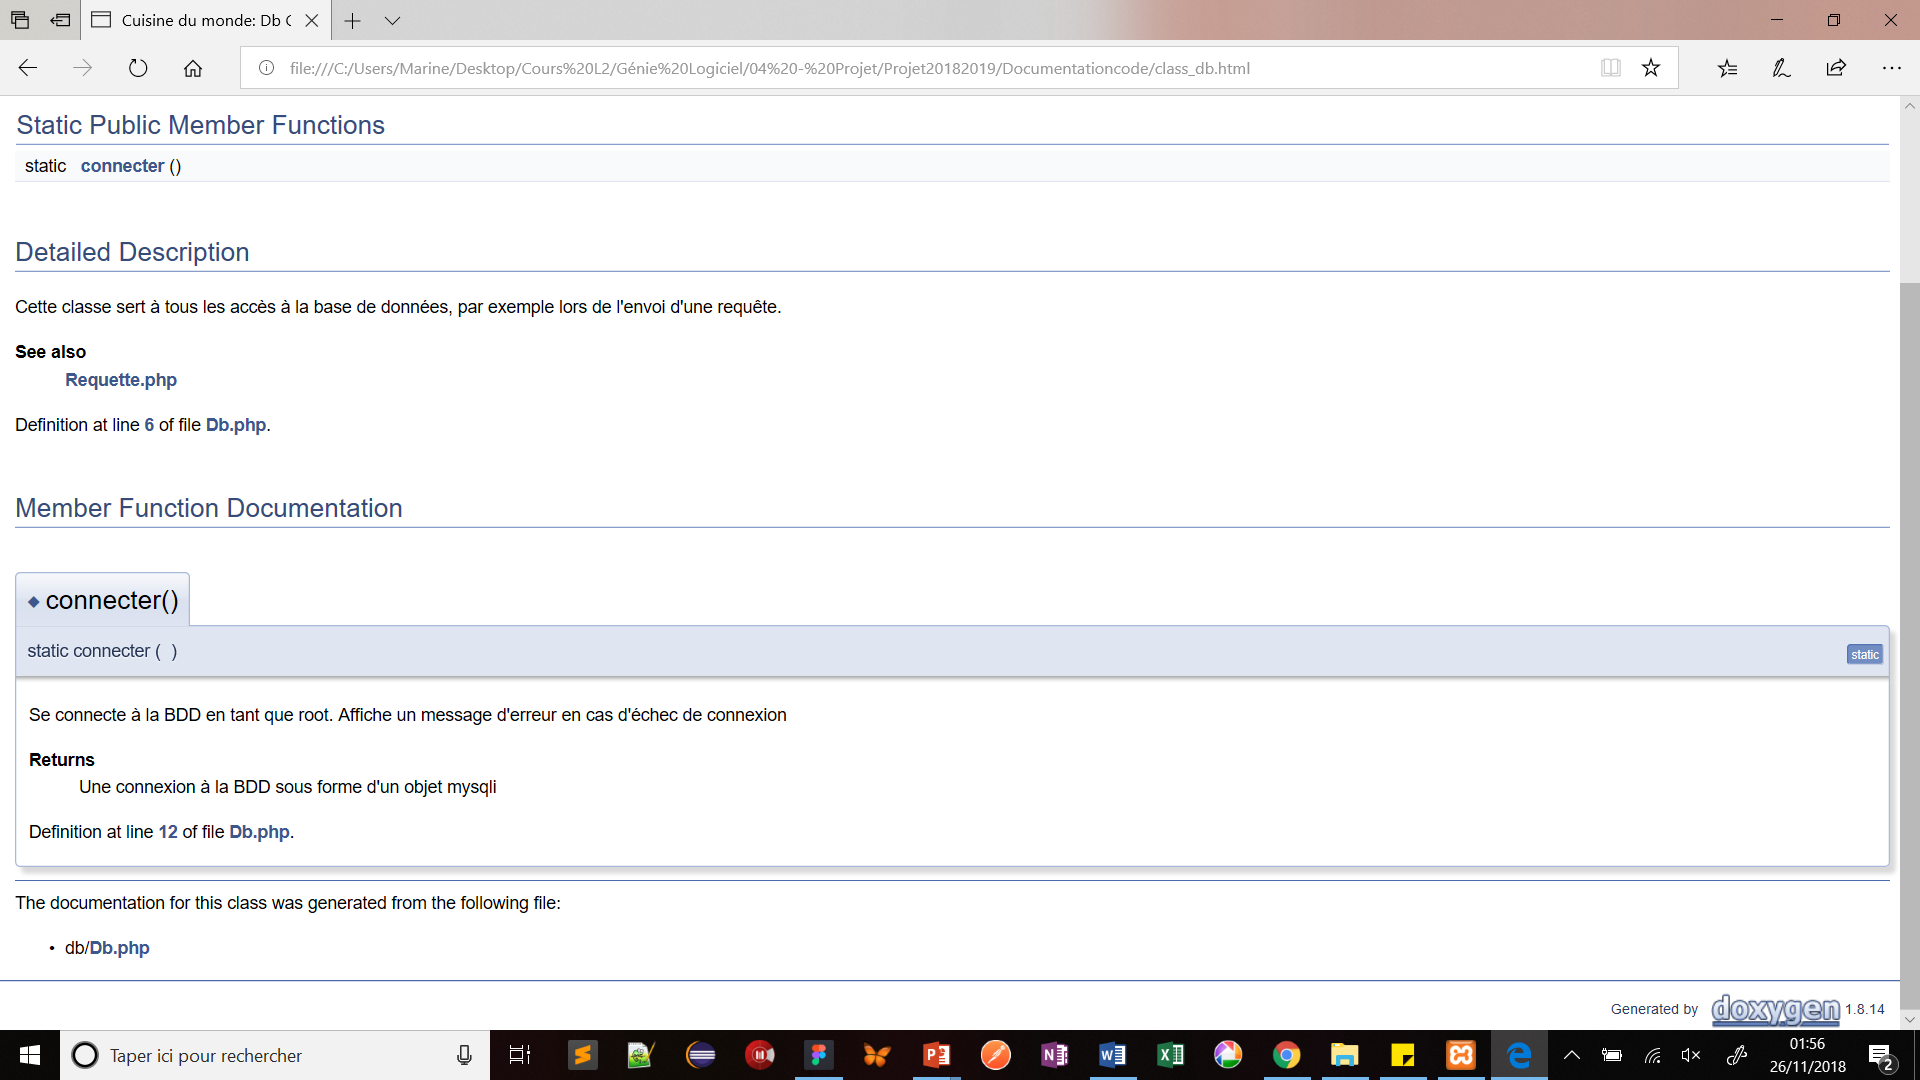 Cuisine du monde: Db C
file:///C:/Users/Marine/Desktop/Cours%20L2/Génie%20Logiciel/04%20-%20Projet/Projet20182019/Documentationcode/class_db.html
Static Public Member Functions
static connecter ()
Detailed Description
Cette classe sert à tous les accès à la base de données, par exemple lors de l'envoi d'une requête.
See also
Requette.php
Definition at line 6 of file Db.php.
Member Function Documentation
◆ connecter()
static connecter ( )
static
Se connecte à la BDD en tant que root. Affiche un message d'erreur en cas d'échec de connexion
Returns
Une connexion à la BDD sous forme d'un objet mysqli
Definition at line 12 of file Db.php.
The documentation for this class was generated from the following file:
• db/Db.php
Generated by doxygen 1.8.14
Taper ici pour rechercher
01:56
26/11/2018
2